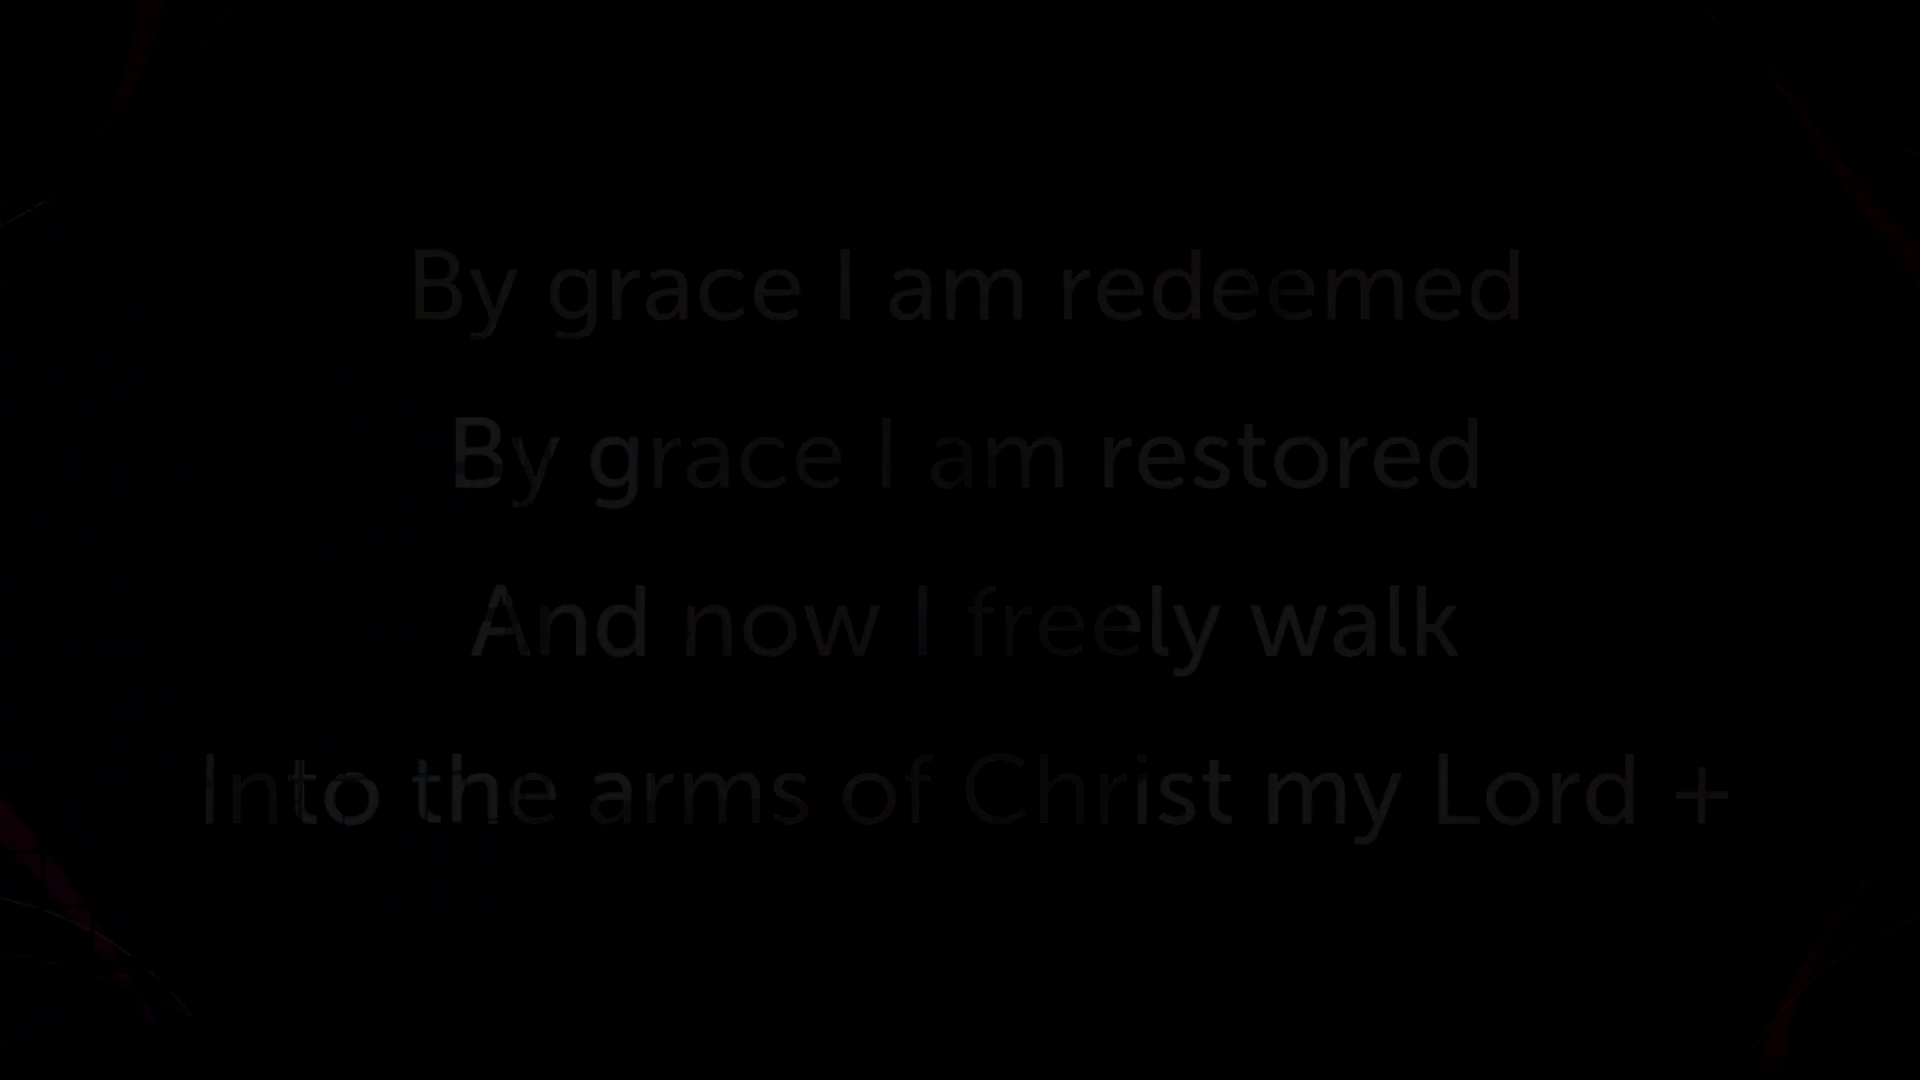 By grace I am redeemed
By grace I am restored
And now I freely walk
Into the arms of Christ my Lord +